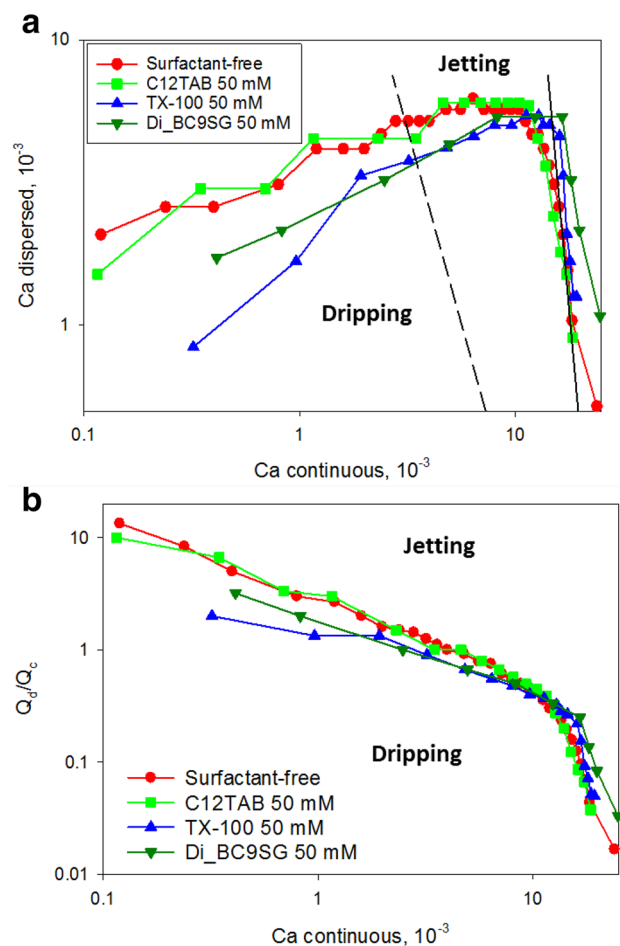 a
10
Surfactant-free
C12TAB 50 mM
TX-100 50 mM
Di_BC9SG 50 mM
Jetting
Ca dispersed, 10-3
1
Dripping
0.1
1
10
Ca continuous, 10-3
b
10
Jetting
1
Qd/Qc
0.1
Dripping
Surfactant-free
C12TAB 50 mM
TX-100 50 mM
Di_BC9SG 50 mM
0.01
0.1
1
10
Ca continuous, 10-3